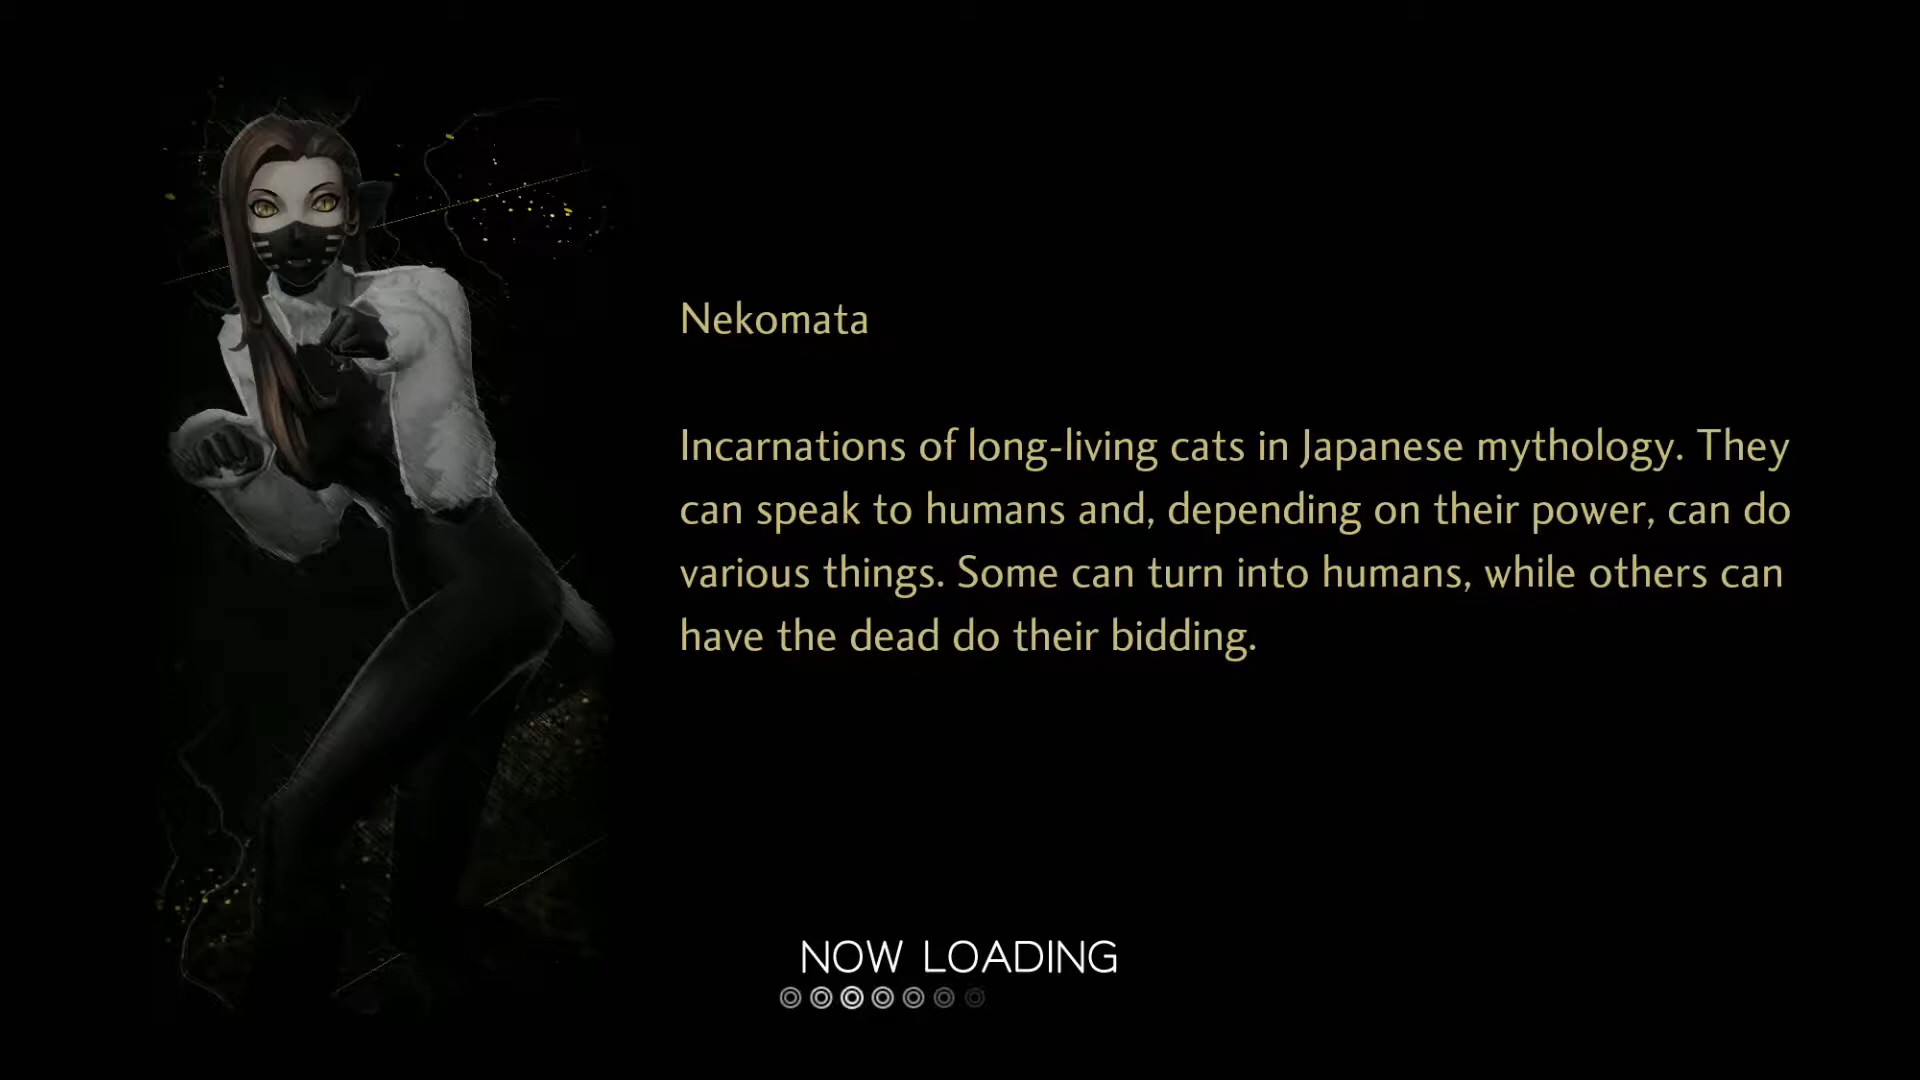 Nekomata
Incarnations of long-living cats in Japanese mythology. They
can speak to humans and, depending on their power, can do
various things. Some can turn into humans, while others can
have the dead do their bidding.
NOW LOADING